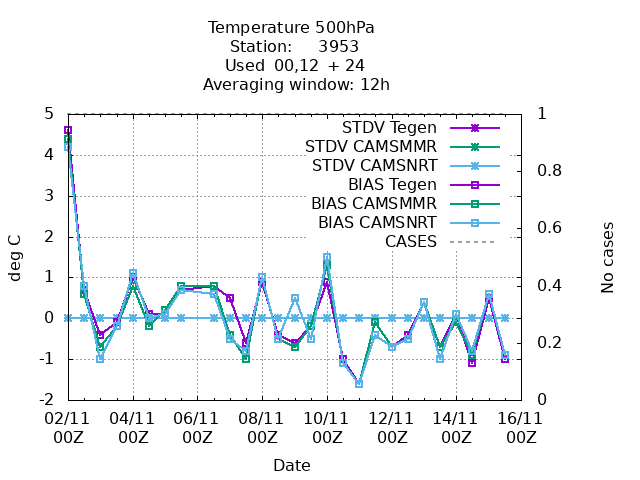 Temperature 500hPa
Station: 3953
Used 00,12 + 24
Averaging window: 12h
STDV Tegen
STDV CAMSMMR
STDV CAMSNRT
BIAS Tegen
BIAS CAMSMMR
BIAS CAMSNRT
CASES
deg C
5
4
3
2
1
0
-1
-2
No cases
1
0.8
0.6
0.4
0.2
0
02/11 04/11 06/11 08/11 10/11 12/11 14/11 16/11
00Z 00Z 00Z 00Z 00Z 00Z 00Z 00Z
Date